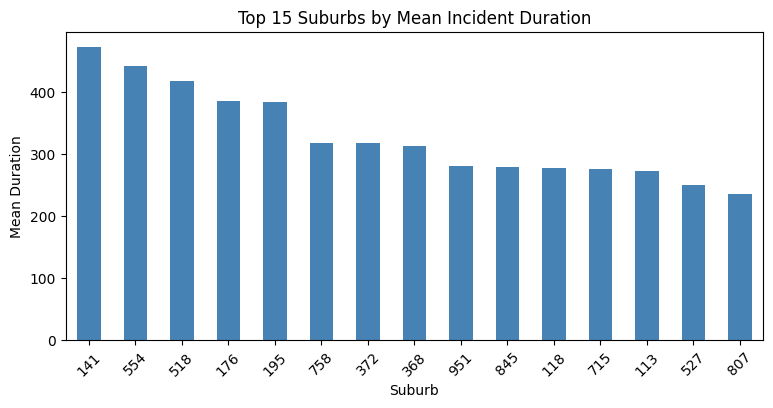 Top 15 Suburbs by Mean Incident Duration
Mean Duration
400
300
200
100
0
141 554 518 176 195 758 372 368 951 845 118 715 113 527 807
Suburb